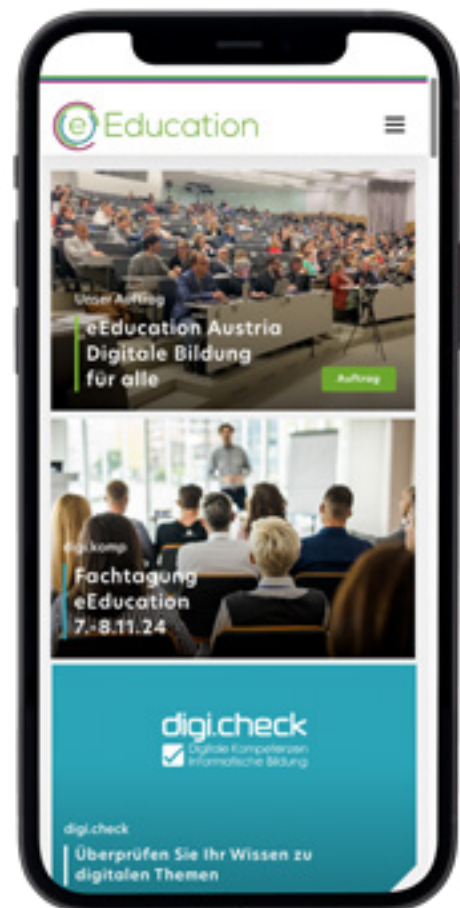 e Education
Unser Auftrag
eEducation Austria
Digitale Bildung
für alle
Auftrag
digi.komp
Fachtagung
eEducation
7.-8.11.24
digi.check
Digitale Kompetenzen
Informatische Bildung
digi.check
Überprüfen Sie Ihr Wissen zu
digitalen Themen